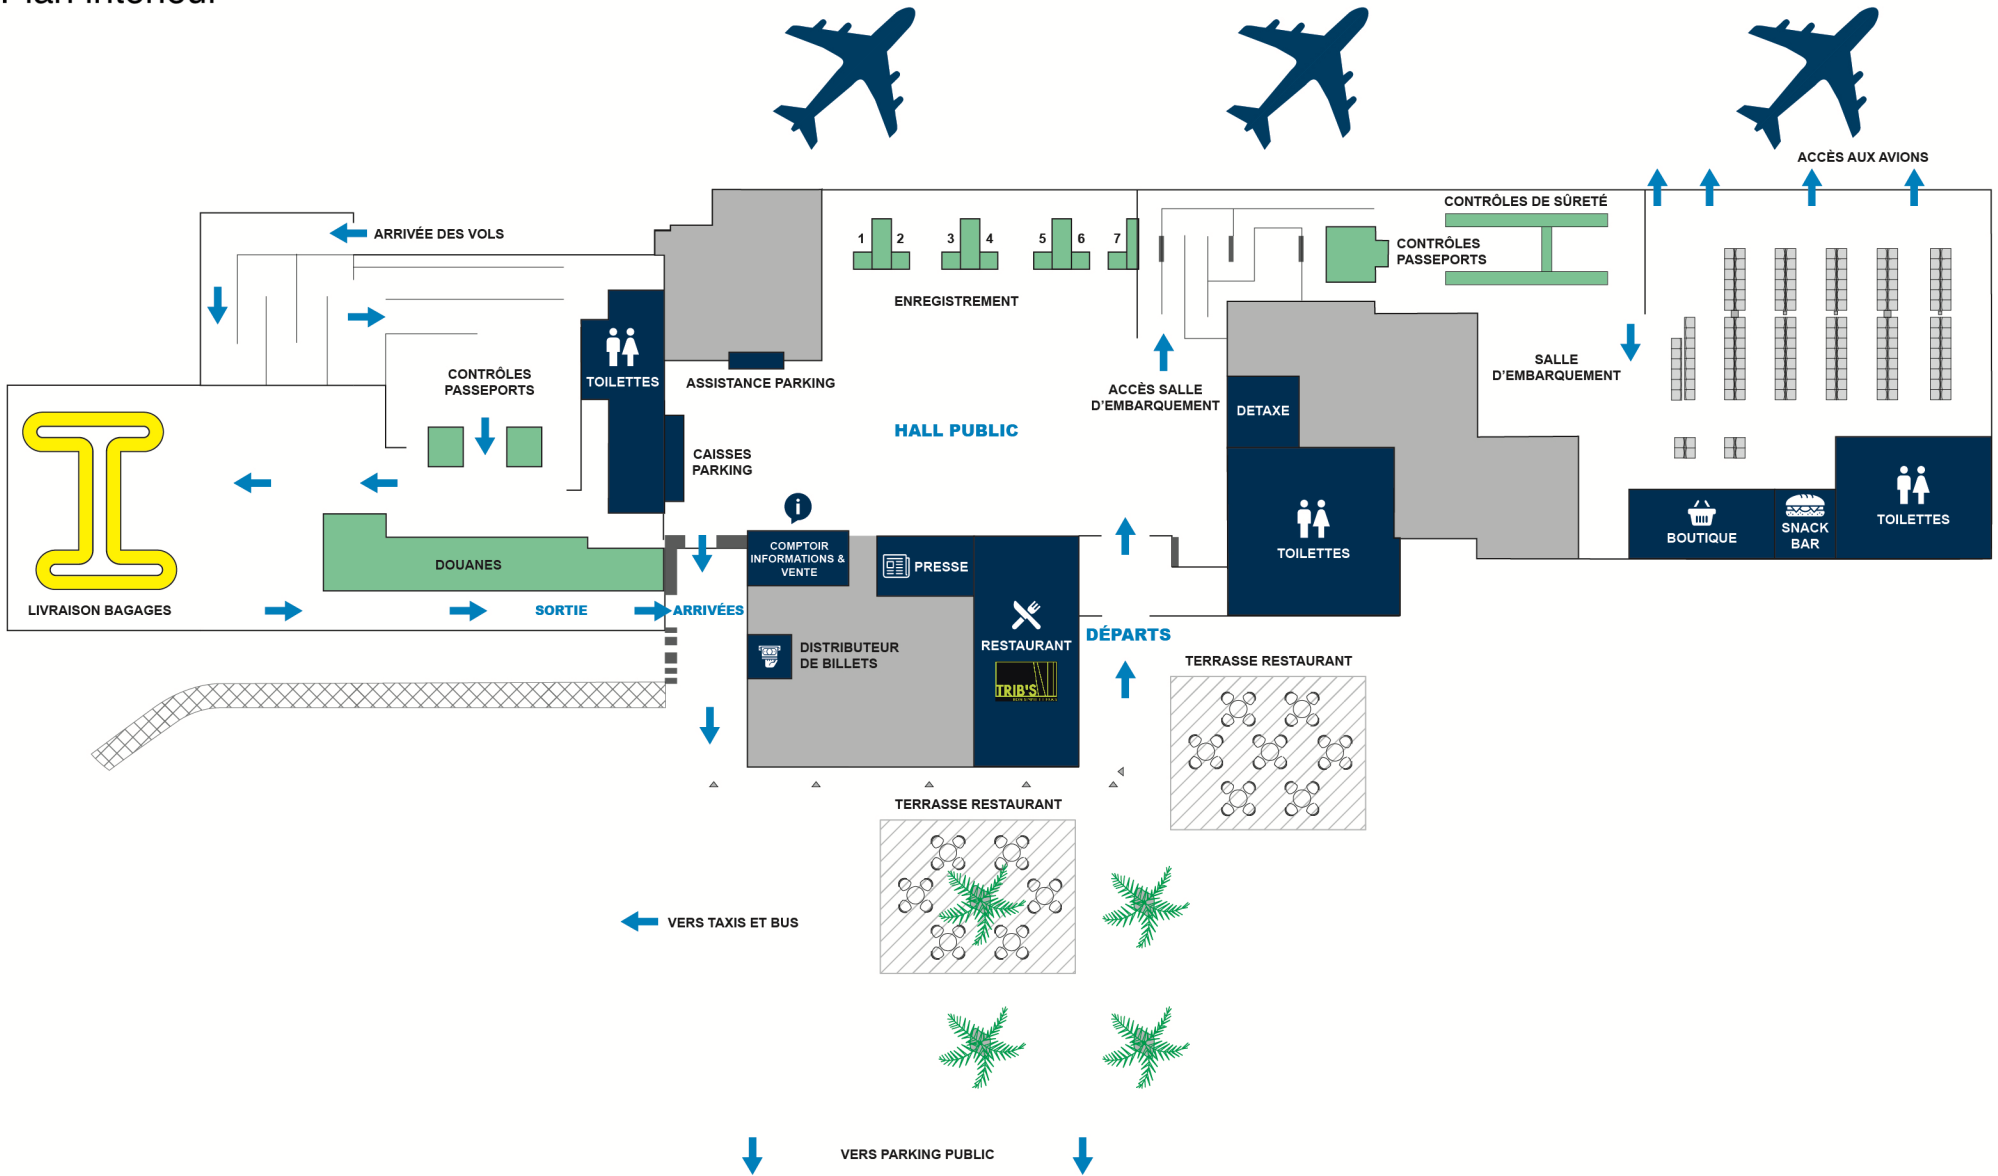 Plan intérieur
ACCÈS AUX AVIONS
CONTRÔLES DE SÛRETÉ
ARRIVÉE DES VOLS
1
2
3
4
5
6
7
CONTRÔLES
PASSEPORTS
ENREGISTREMENT
TOILETTES
ASSISTANCE PARKING
CONTRÔLES
PASSEPORTS
ACCÈS SALLE
D'EMBARQUEMENT
SALLE
D'EMBARQUEMENT
DETAXE
HALL PUBLIC
CAISSES
PARKING
i
COMPTOIR
INFORMATIONS &
VENTE
PRESSE
TOILETTES
BOUTIQUE
SNACK
BAR
TOILETTES
DOUANES
LIVRAISON BAGAGES
SORTIE
ARRIVÉES
DISTRIBUTEUR
DE BILLETS
RESTAURANT
TRIB'S
DÉPARTS
TERRASSE RESTAURANT
TERRASSE RESTAURANT
VERS TAXIS ET BUS
VERS PARKING PUBLIC